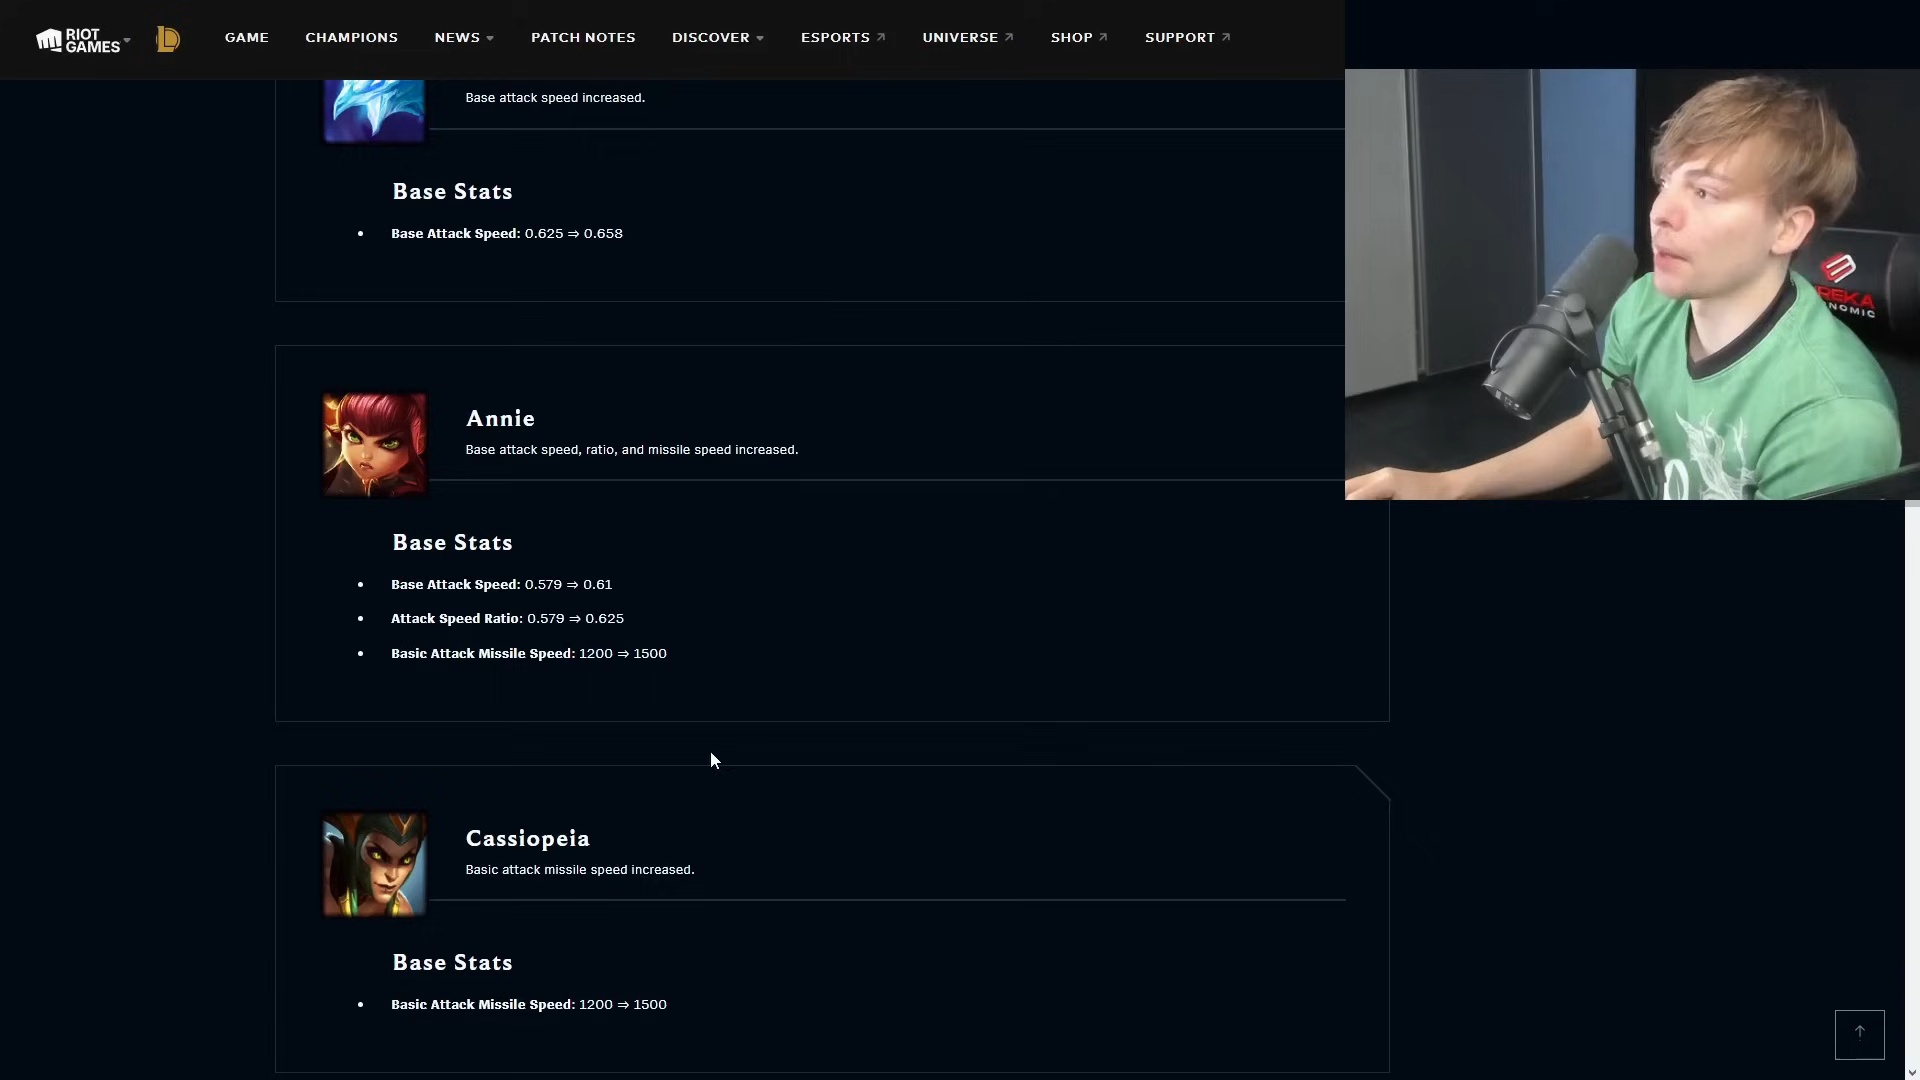 RIOT GAMES
GAME CHAMPIONS NEWS PATCH NOTES DISCOVER ESPORTS UNIVERSE SHOP SUPPORT
Base attack speed increased.
Base Stats
• Base Attack Speed: 0.625 ⇒ 0.658
Annie
Base attack speed, ratio, and missile speed increased.
Base Stats
• Base Attack Speed: 0.579 ⇒ 0.61
• Attack Speed Ratio: 0.579 ⇒ 0.625
• Basic Attack Missile Speed: 1200 ⇒ 1500
Cassiopeia
Basic attack missile speed increased.
Base Stats
• Basic Attack Missile Speed: 1200 ⇒ 1500